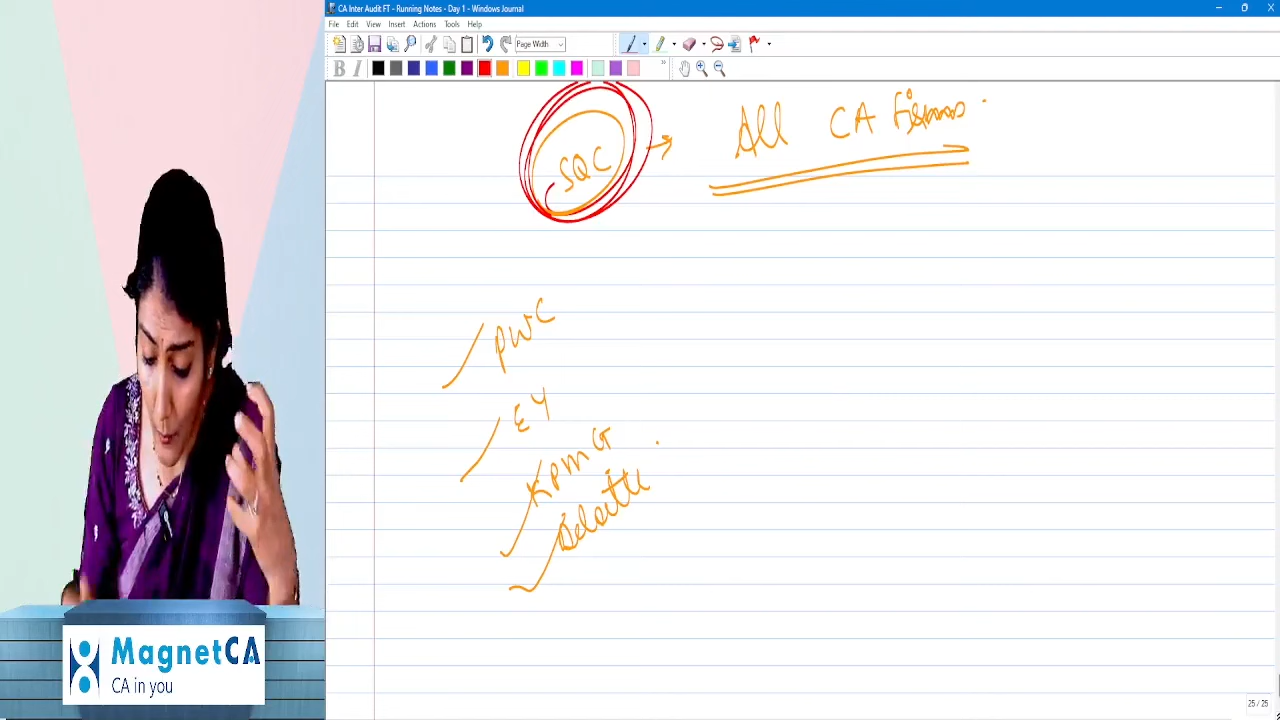 CA Inter Audit FT - Running Notes - Day 1 - Windows Journal
File Edit View Insert Actions Tools Help
Page Width
B I
SQC → All CA Firms.
PWC
EY
KPMG
Deloitte
MagnetCA
CA in you
25 / 25